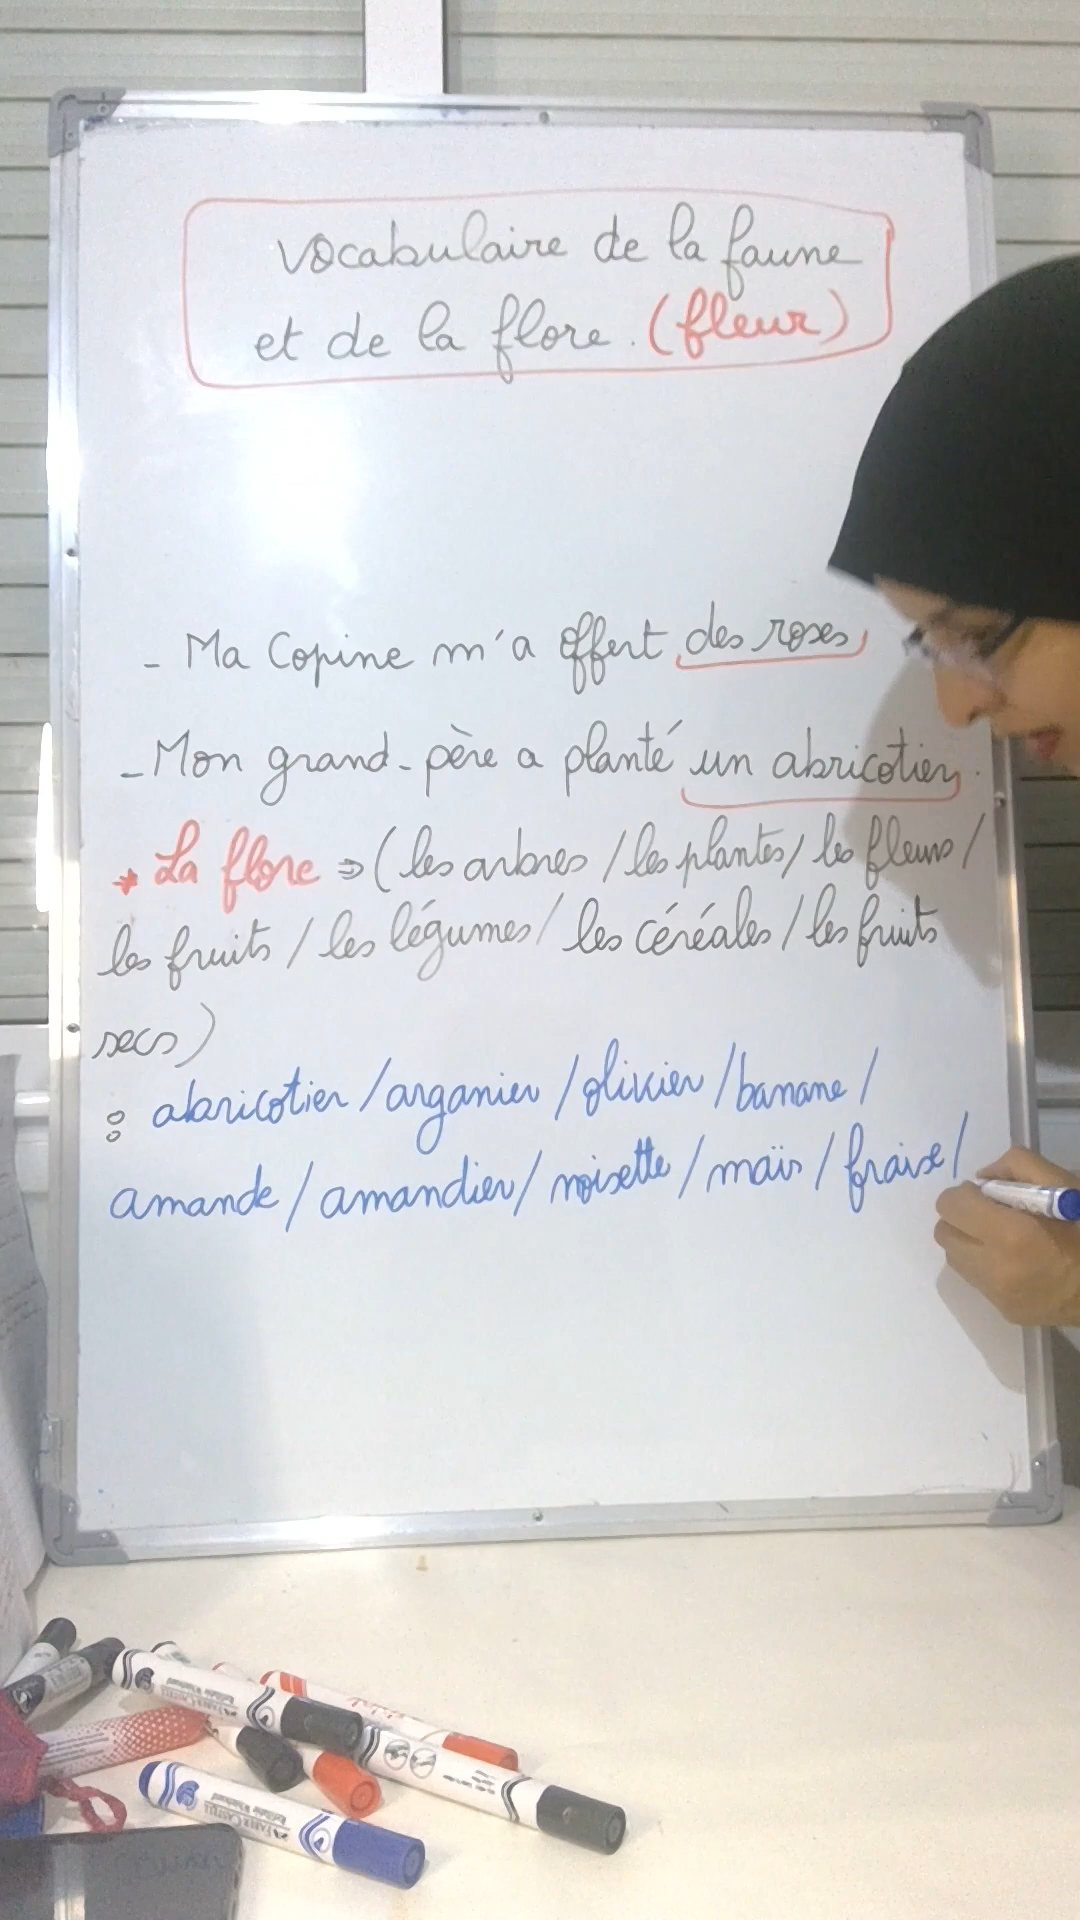 vocabulaire de la faune
et de la flore. (fleur)
- Ma Copine m'a offert des roses
- Mon grand-père a planté un abricotier.
* La flore ⇒ (les arbres / les plantes / les fleurs /
les fruits / les légumes / les céréales / les fruits
secs)
: abricotier / arganier / olivier / banane /
amande / amandier / noisette / maïs / fraise /
FABER-CASTELL